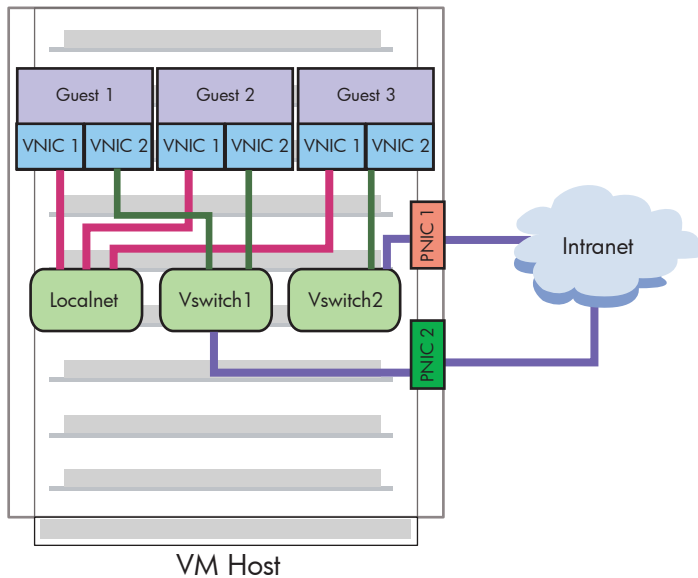 Guest 1
Guest 2
Guest 3
VNIC 1
VNIC 2
VNIC 1
VNIC 2
VNIC 1
VNIC 2
PNIC 1
Intranet
Localnet
Vswitch1
Vswitch2
PNIC 2
VM Host